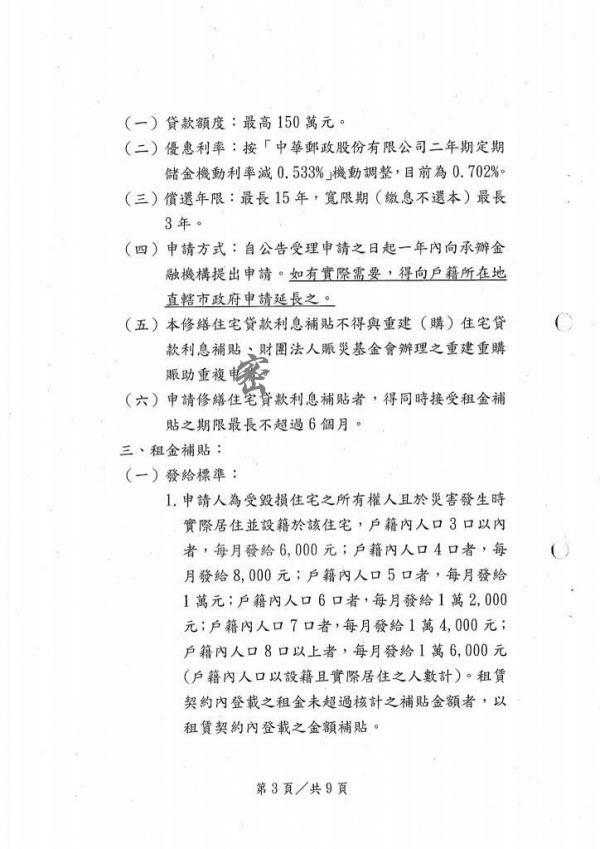 (一)貸款額度：最高 150 萬元。
(二)優惠利率：按「中華郵政股份有限公司二年期定期
儲金機動利率減 0.533%」機動調整，目前為 0.702%。
(三)償還年限：最長 15 年，寬限期（繳息不還本）最長
3 年。
(四)申請方式：自公告受理申請之日起一年內向承辦金
融機構提出申請。如有實際需要，得向戶籍所在地
直轄市政府申請延長之。
(五)本修繕住宅貸款利息補貼不得與重建（購）住宅貸
款利息補貼、財團法人賑災基金會辦理之重建重購
賑助重複申
密
(六)申請修繕住宅貸款利息補貼者，得同時接受租金補
貼之期限最長不超過 6 個月。
三、租金補貼：
(一)發給標準：
1.申請人為受毀損住宅之所有權人且於災害發生時
實際居住並設籍於該住宅，戶籍內人口 3 口以內
者，每月發給 6,000 元；戶籍內人口 4 口者，每
月發給 8,000 元；戶籍內人口 5 口者，每月發給
1 萬元；戶籍內人口 6 口者，每月發給 1 萬 2,000
元；戶籍內人口 7 口者，每月發給 1 萬 4,000 元；
戶籍內人口 8 口以上者，每月發給 1 萬 6,000 元
(戶籍內人口以設籍且實際居住之人數計)。租賃
契約內登載之租金未超過核計之補貼金額者，以
租賃契約內登載之金額補貼。
第 3 頁／共 9 頁